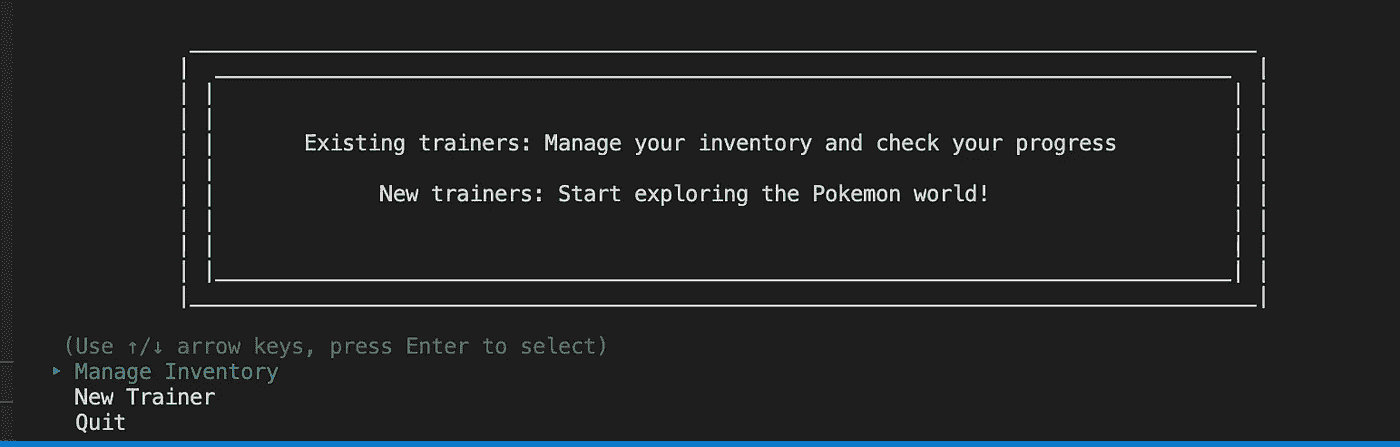 Existing trainers: Manage your inventory and check your progress
New trainers: Start exploring the Pokemon world!
(Use ↑/↓ arrow keys, press Enter to select)
‣ Manage Inventory
New Trainer
Quit